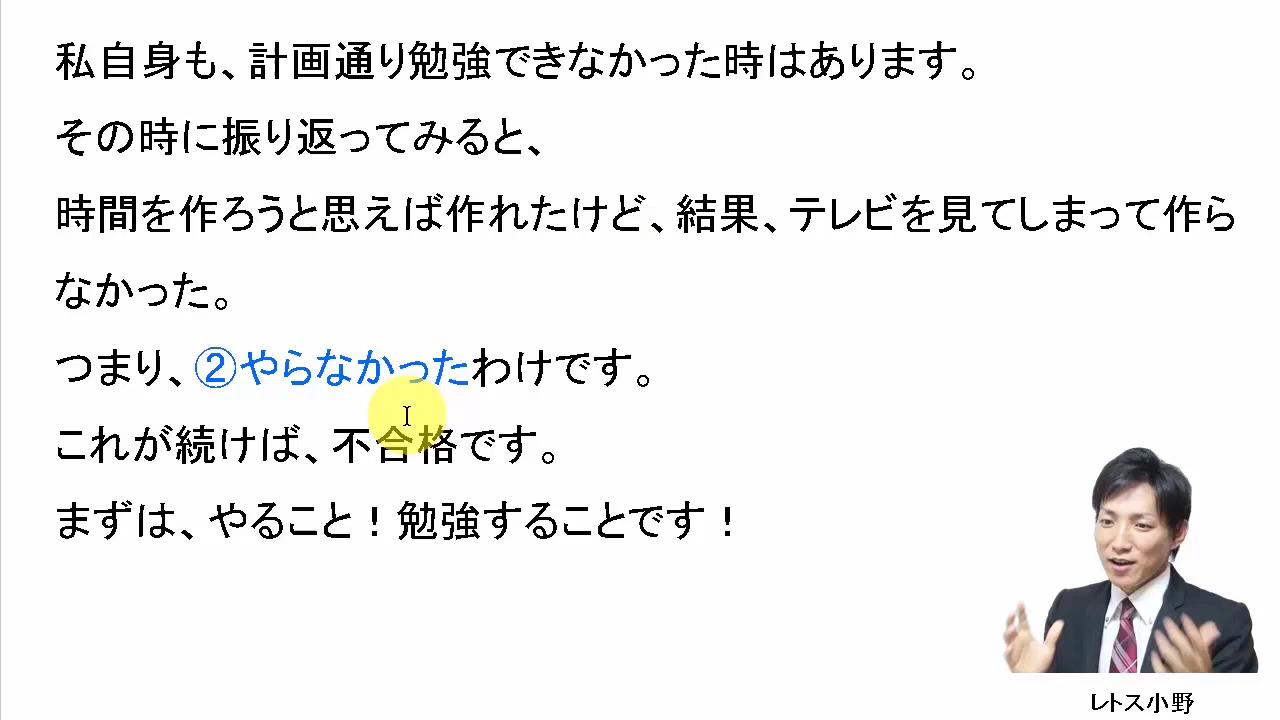 私自身も、計画通り勉強できなかった時はあります。
その時に振り返ってみると、
時間を作ろうと思えば作れたけど、結果、テレビを見てしまって作ら
なかった。
つまり、②やらなかったわけです。
これが続けば、不合格です。
まずは、やること！勉強することです！
レトス小野